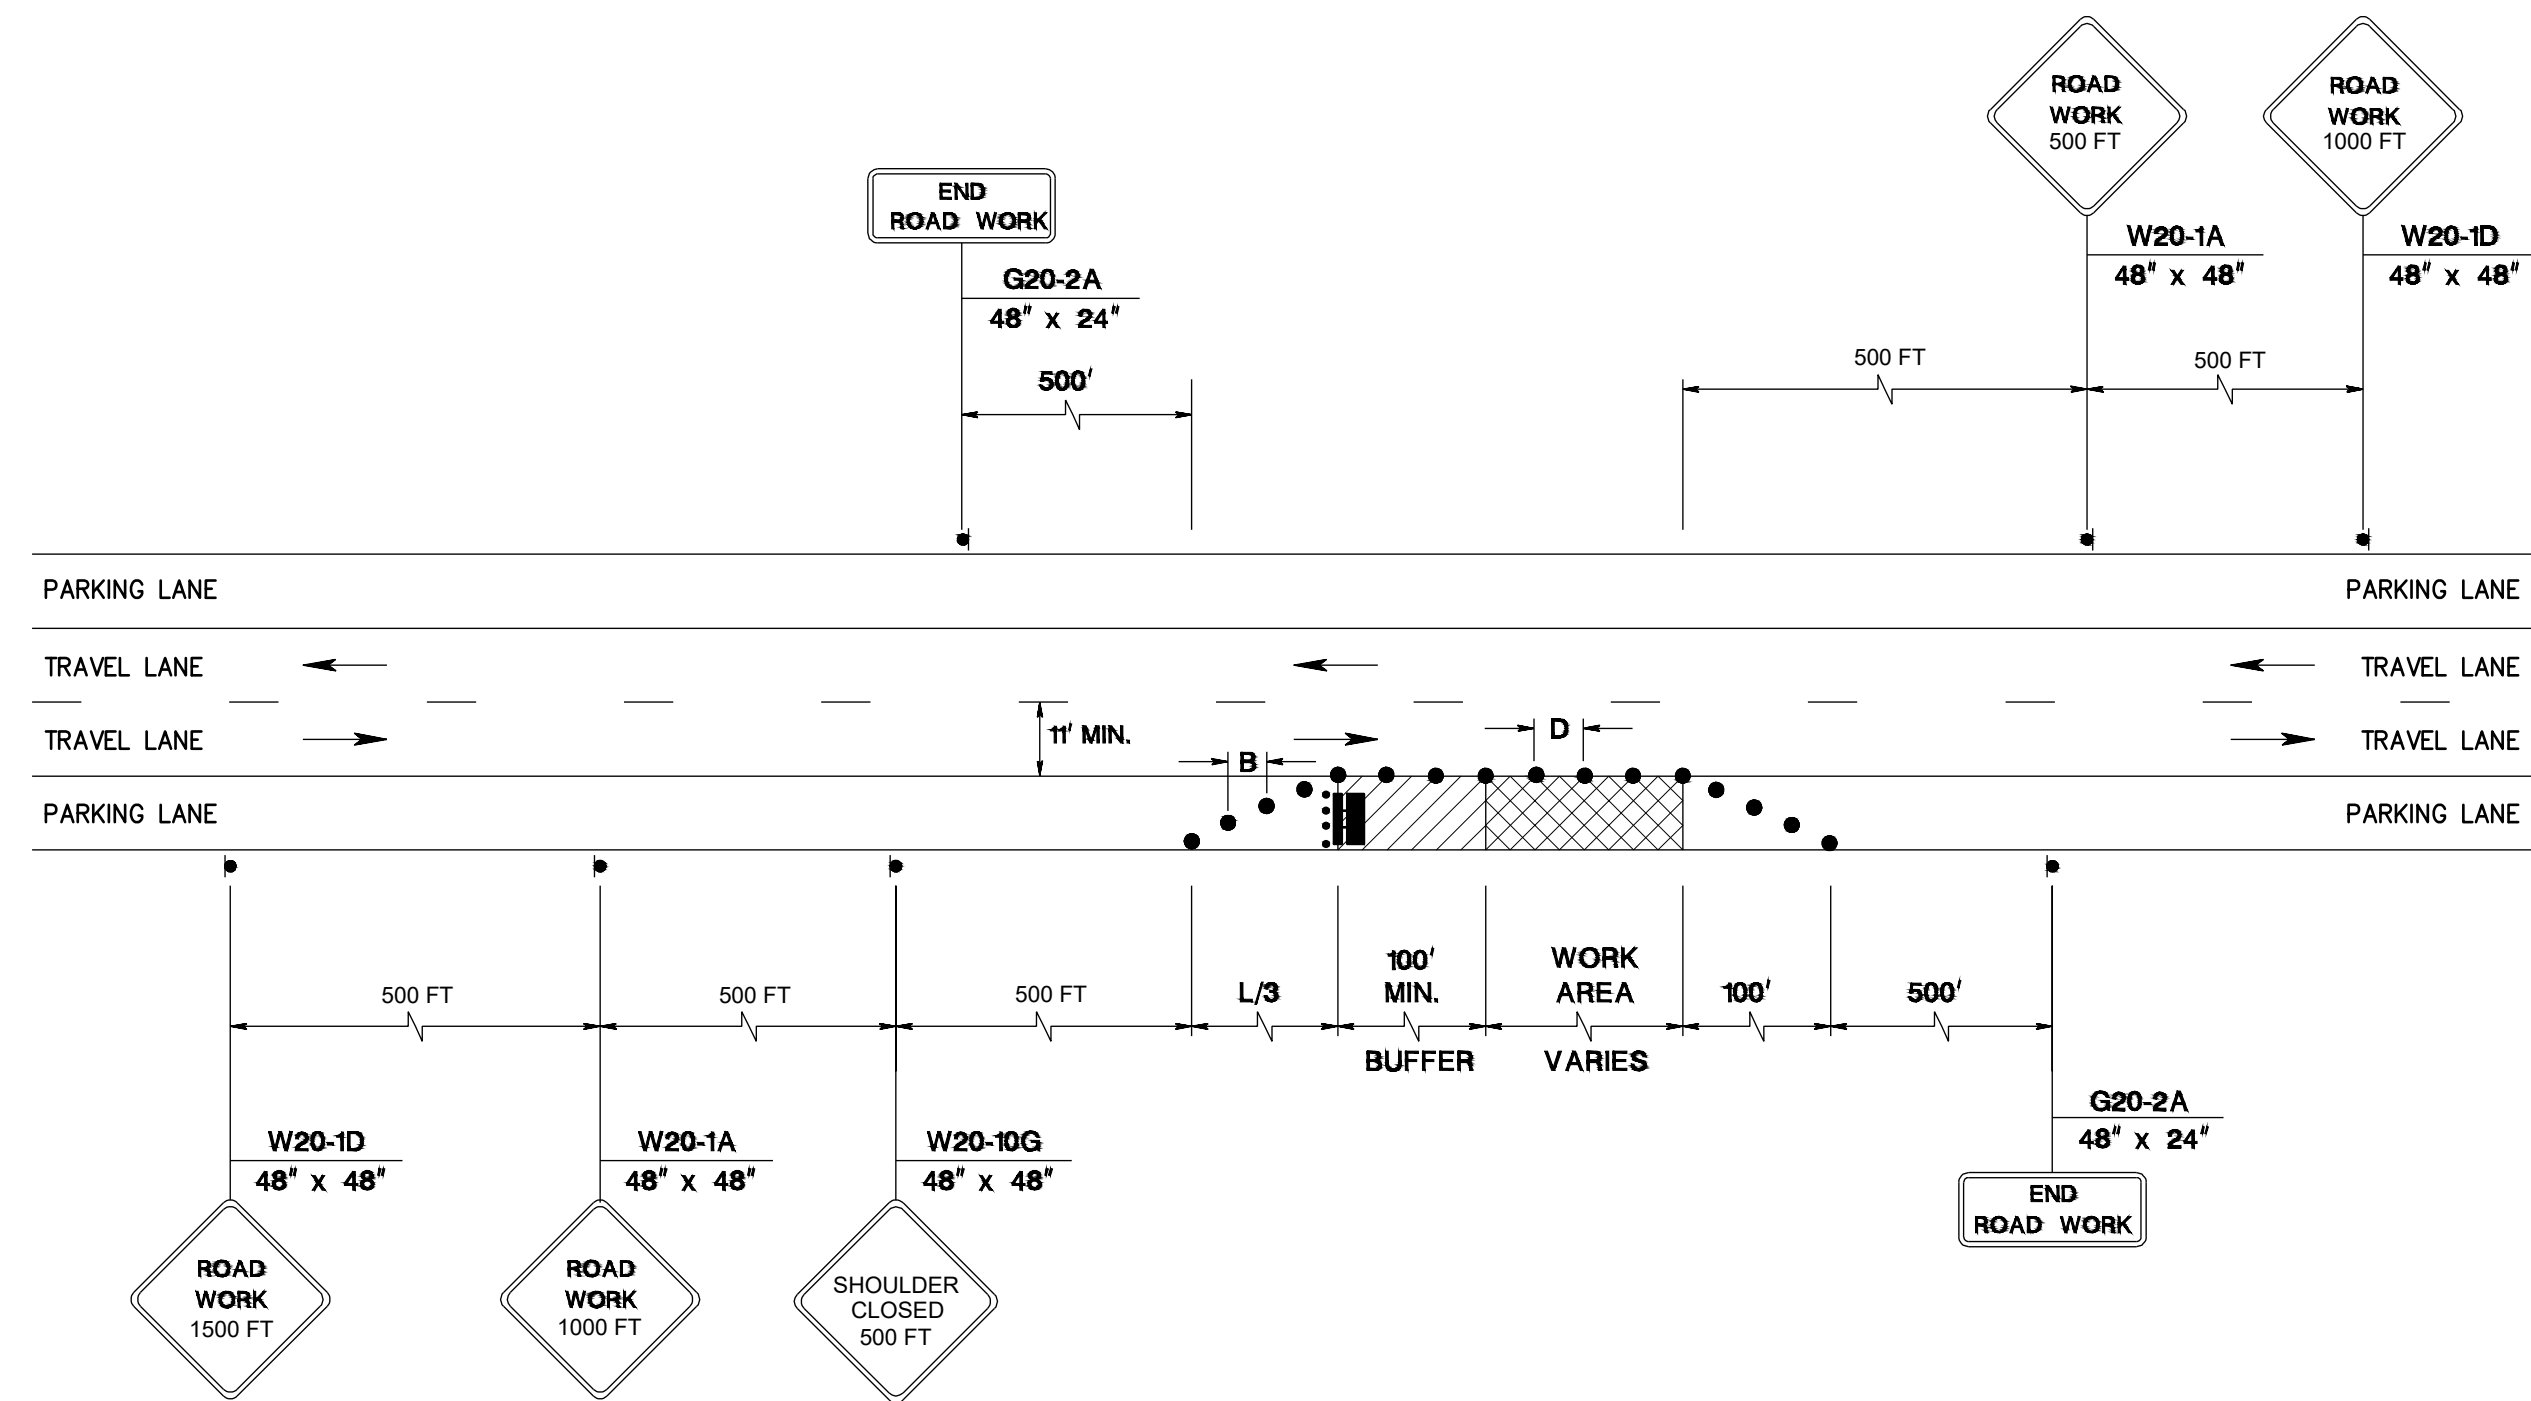 ROAD
WORK
500 FT
ROAD
WORK
1000 FT
END
ROAD WORK
W20-1A
48" x 48"
W20-1D
48" x 48"
G20-2A
48" x 24"
500'
500 FT
500 FT
PARKING LANE
PARKING LANE
TRAVEL LANE
TRAVEL LANE
TRAVEL LANE
11' MIN.
B
D
TRAVEL LANE
PARKING LANE
PARKING LANE
500 FT
500 FT
500 FT
L/3
100'
MIN.
BUFFER
WORK
AREA
VARIES
100'
500'
W20-1D
48" x 48"
W20-1A
48" x 48"
W20-10G
48" x 48"
G20-2A
48" x 24"
END
ROAD WORK
ROAD
WORK
1500 FT
ROAD
WORK
1000 FT
SHOULDER
CLOSED
500 FT